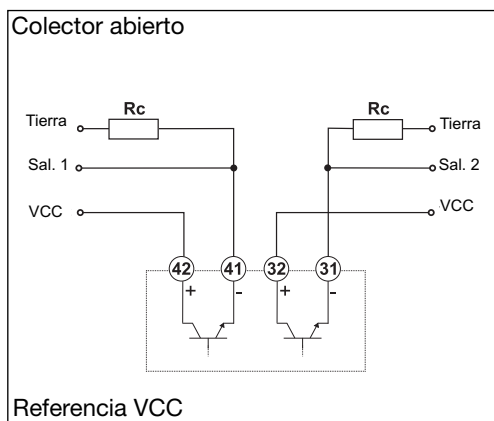 Colector abierto
Rc Rc
Tierra Tierra
Sal. 1 Sal. 2
VCC VCC
42 41 32 31
+ - + -
Referencia VCC